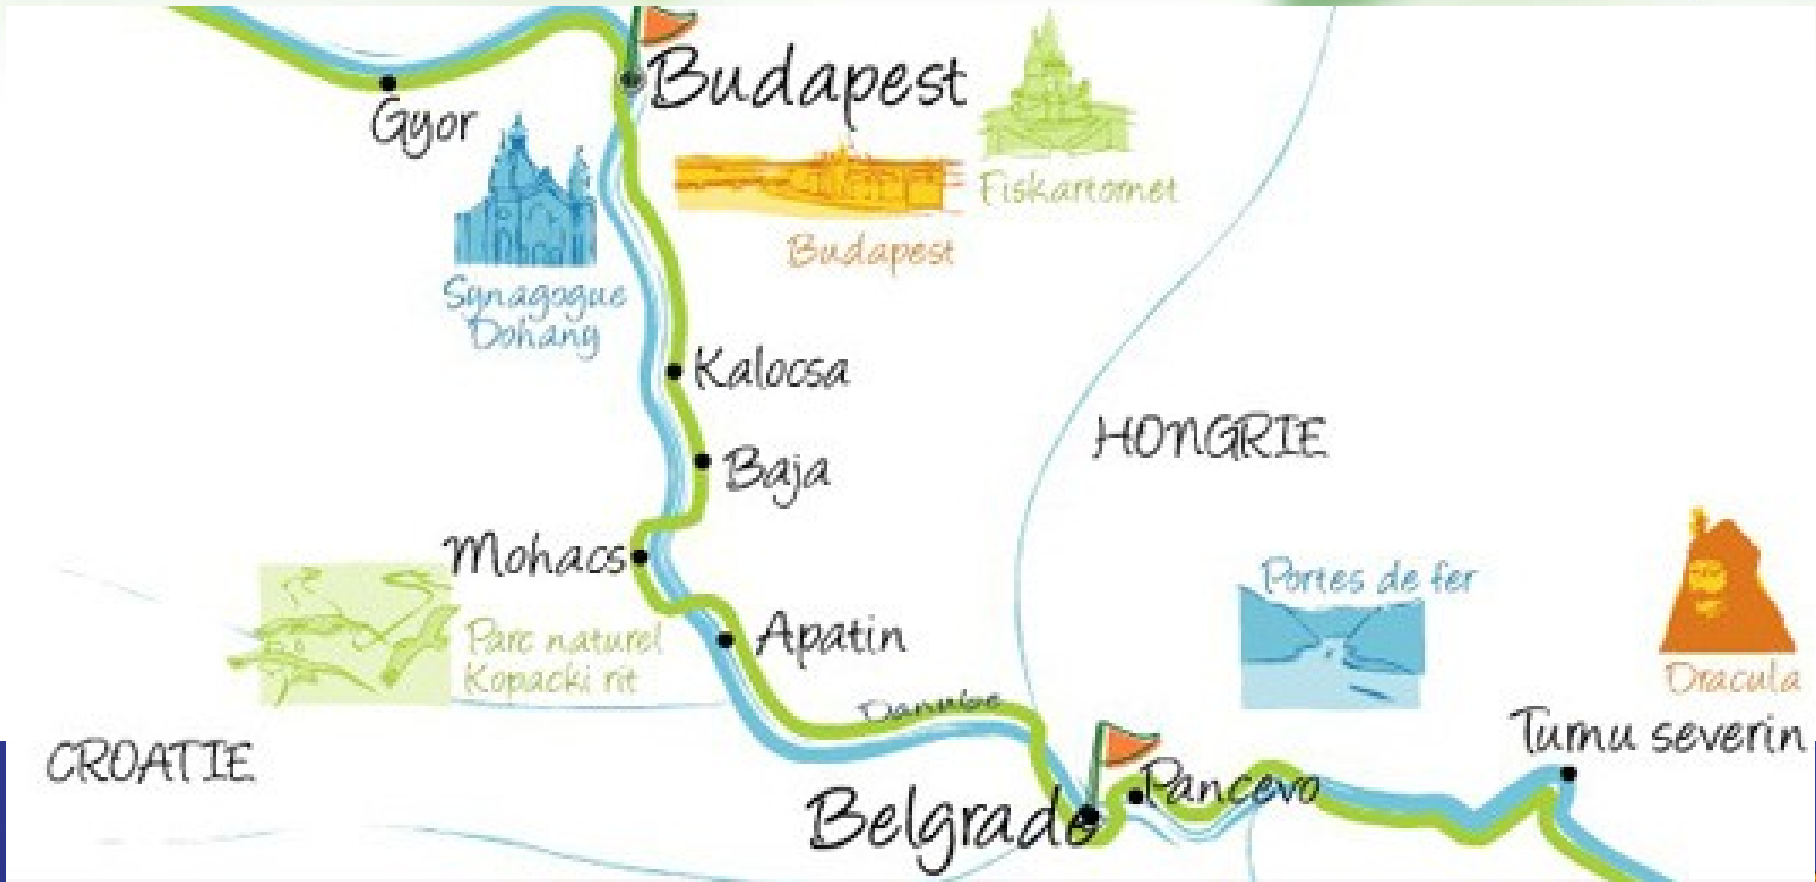 Budapest
Gyor
Fiskartornet
Budapest
Synagogue
Dohany
Kalocsa
HONGRIE
Baja
Mohacs
Portes de fer
Parc naturel
Kopacki rit
Apatin
Dracula
Danube
Turnu severin
CROATIE
Pancevo
Belgrade